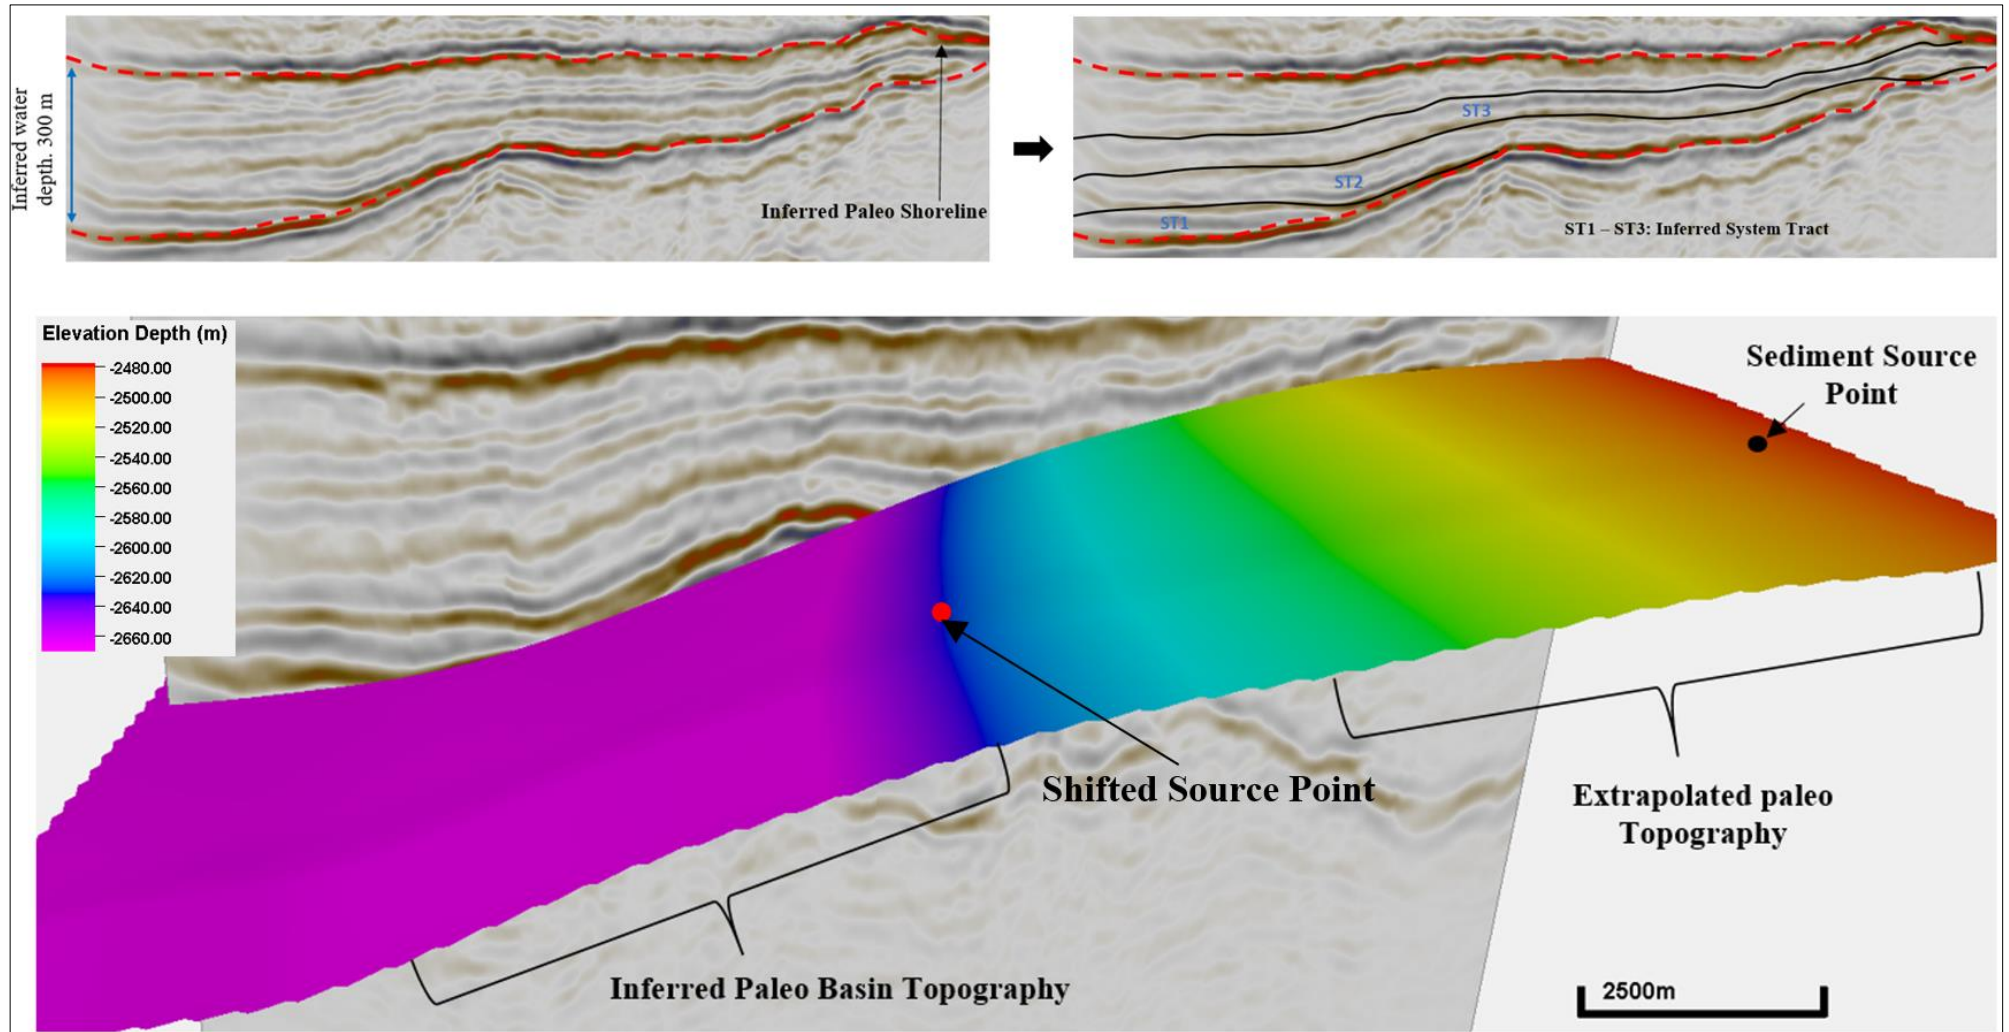 Inferred water
depth. 300 m
Inferred Paleo Shoreline
ST3
ST2
ST1
ST1 – ST3: Inferred System Tract
Elevation Depth (m)
-2480.00
-2500.00
-2520.00
-2540.00
-2560.00
-2580.00
-2600.00
-2620.00
-2640.00
-2660.00
Sediment Source
Point
Shifted Source Point
Extrapolated paleo
Topography
Inferred Paleo Basin Topography
2500m